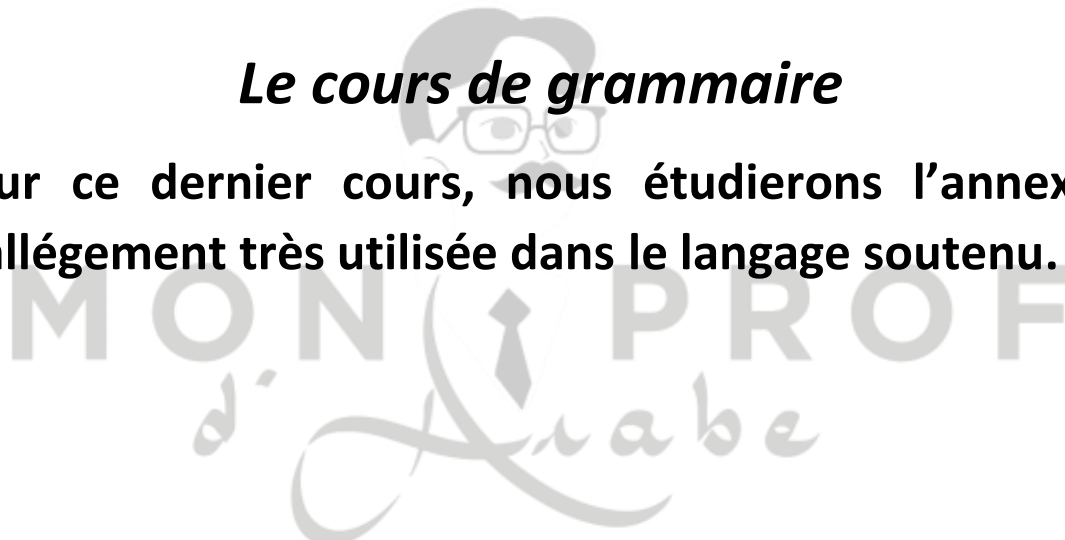 Le cours de grammaire
ur ce dernier cours, nous étudierons l’annex
llégement très utilisée dans le langage soutenu.
MON PROF
d'Arabe